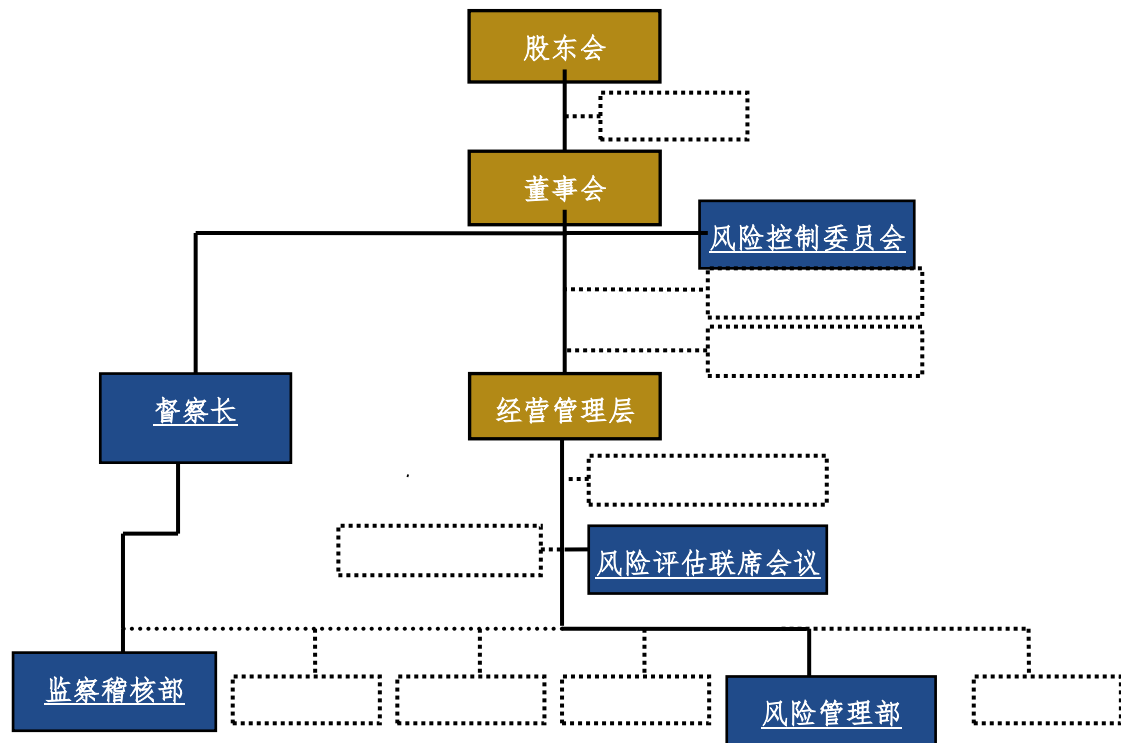 股东会
董事会
风险控制委员会
督察长
经营管理层
风险评估联席会议
监察稽核部
风险管理部